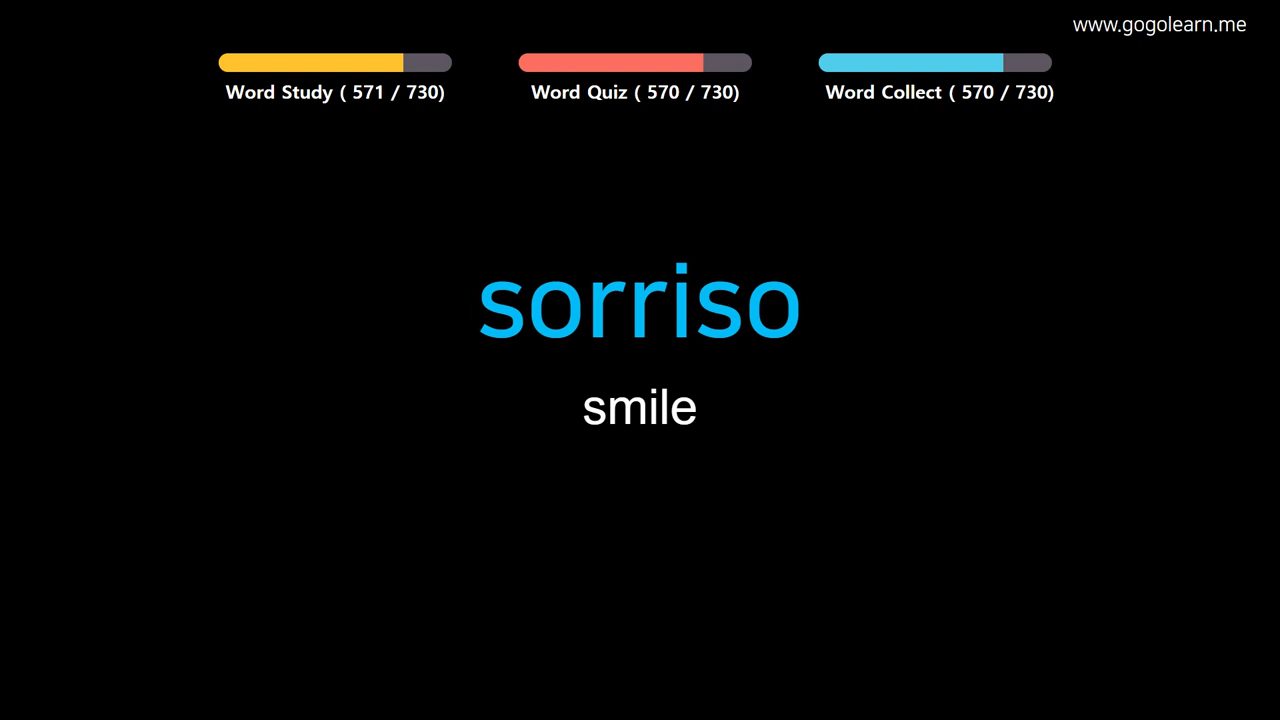 www.gogolearn.me
Word Study ( 571 / 730)
Word Quiz ( 570 / 730)
Word Collect ( 570 / 730)
sorriso
smile